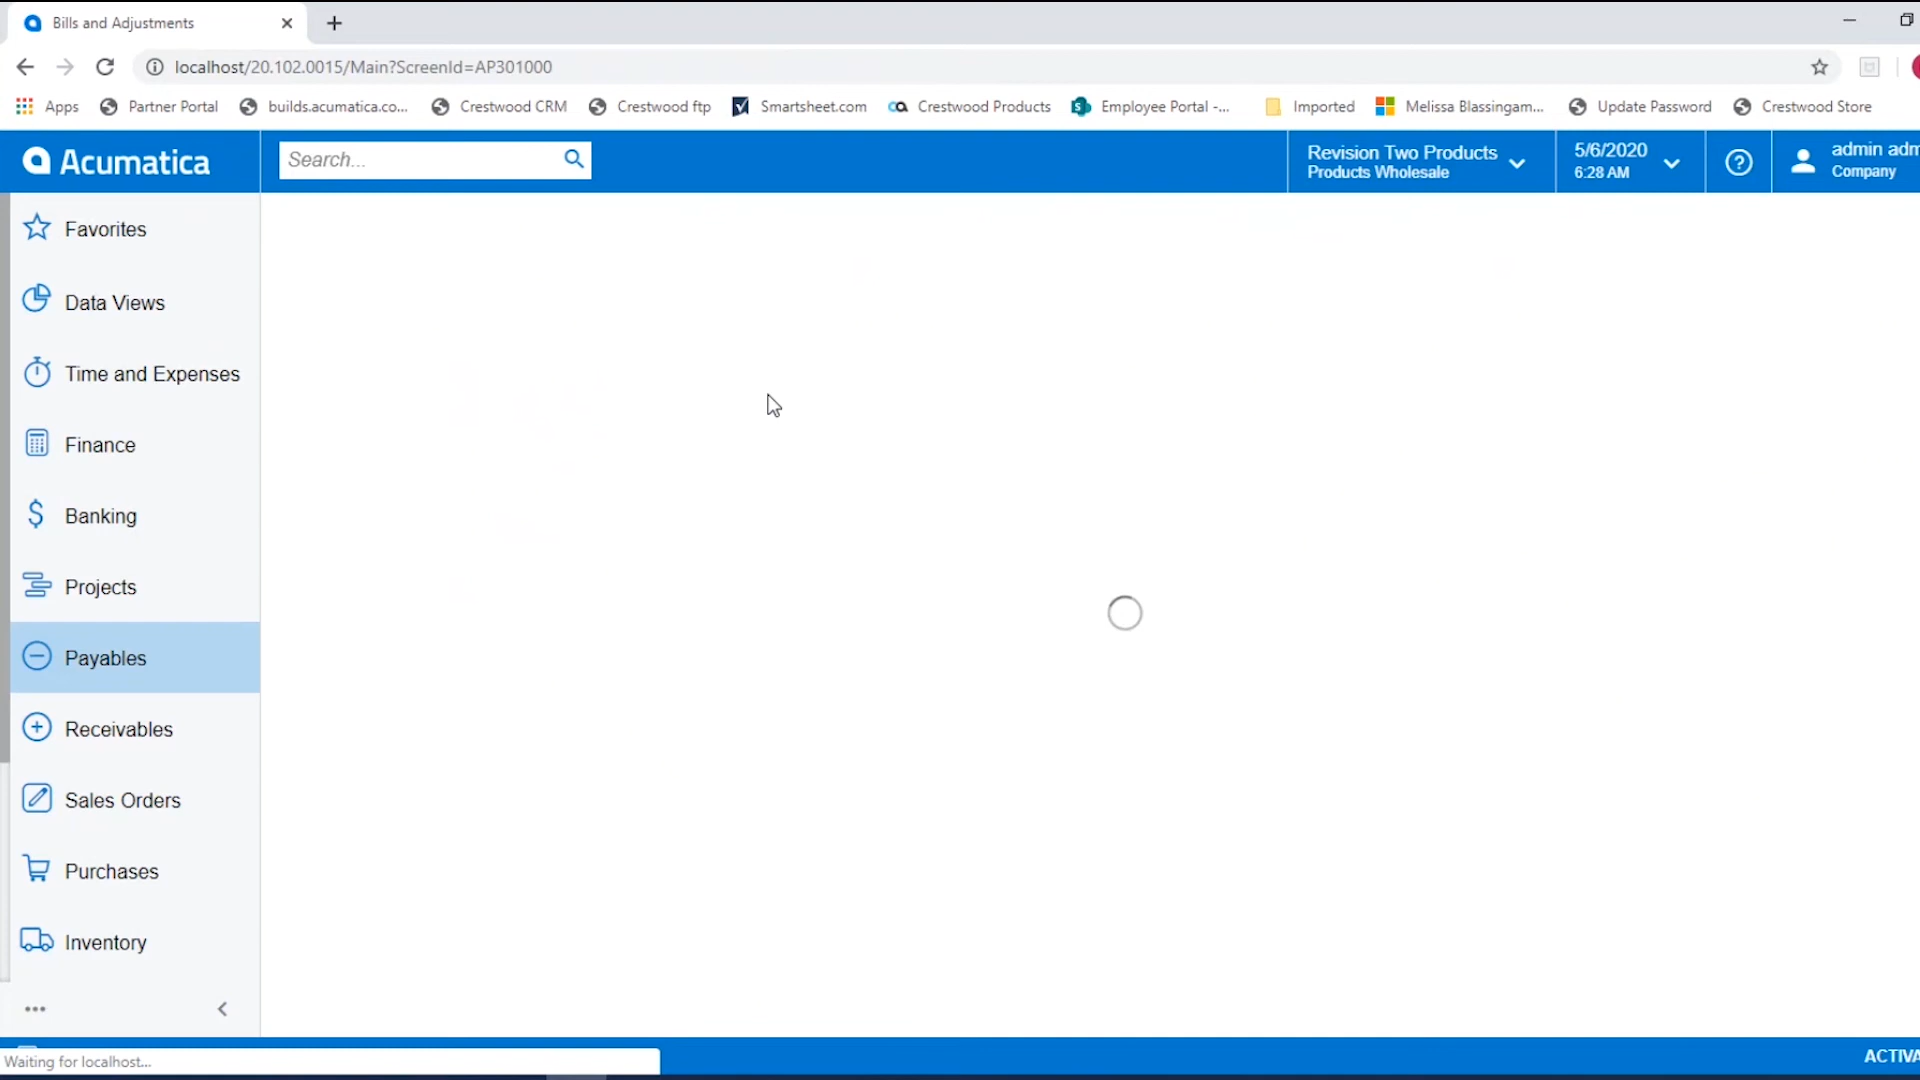 Bills and Adjustments
localhost/20.102.0015/Main?ScreenId=AP301000
Apps Partner Portal builds.acumatica.co... Crestwood CRM Crestwood ftp Smartsheet.com Crestwood Products Employee Portal -... Imported Melissa Blassingam... Update Password Crestwood Store
Acumatica
Search...
Revision Two Products
Products Wholesale
5/6/2020
6:28 AM
admin adm
Company
Favorites
Data Views
Time and Expenses
Finance
Banking
Projects
Payables
Receivables
Sales Orders
Purchases
Inventory
Waiting for localhost...
ACTIVA